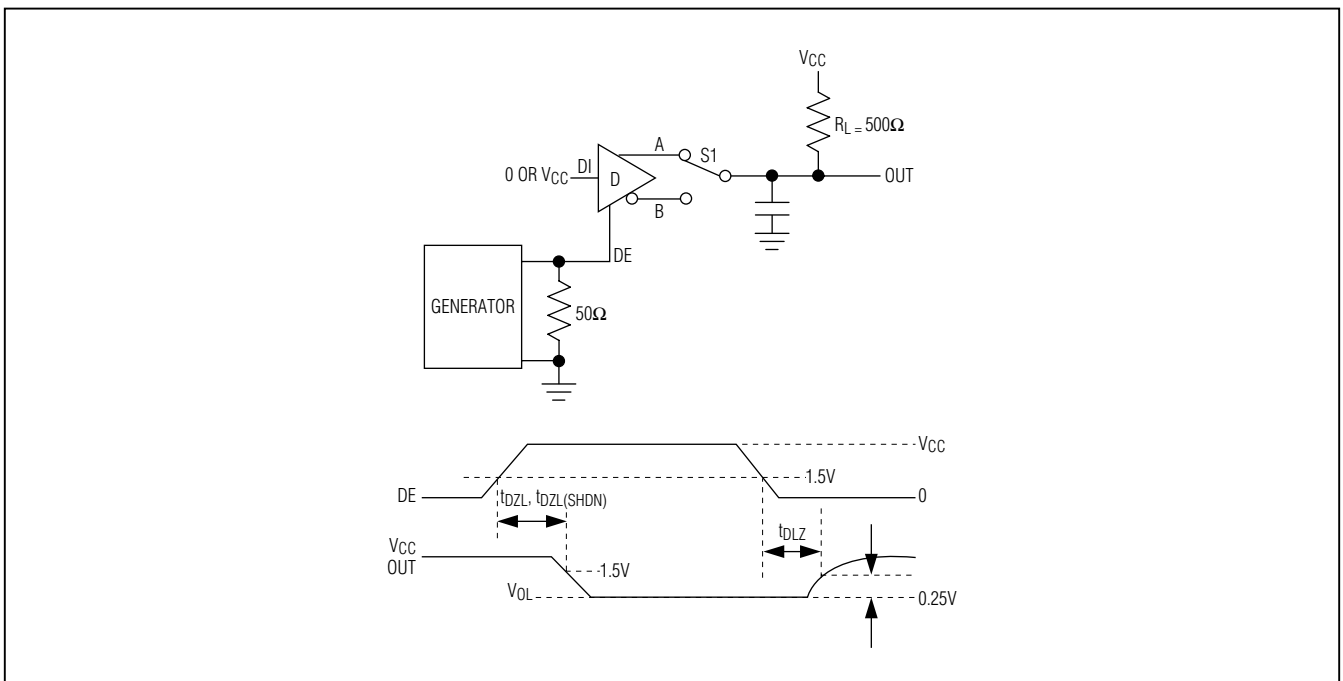 VCC
RL = 500Ω
A
S1
0 OR VCC
DI
D
OUT
B
DE
GENERATOR
50Ω
VCC
1.5V
DE
0
tDZL, tDZL(SHDN)
tDLZ
VCC
OUT
1.5V
VOL
0.25V